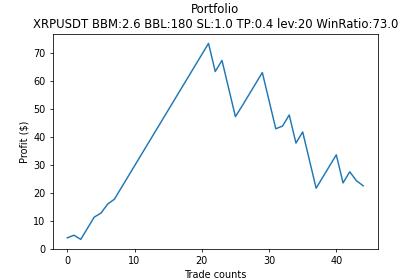 Portfolio
XRPUSDT BBM:2.6 BBL:180 SL:1.0 TP:0.4 lev:20 WinRatio:73.0
70
60
50
40
30
20
10
0
Profit ($)
0 10 20 30 40
Trade counts